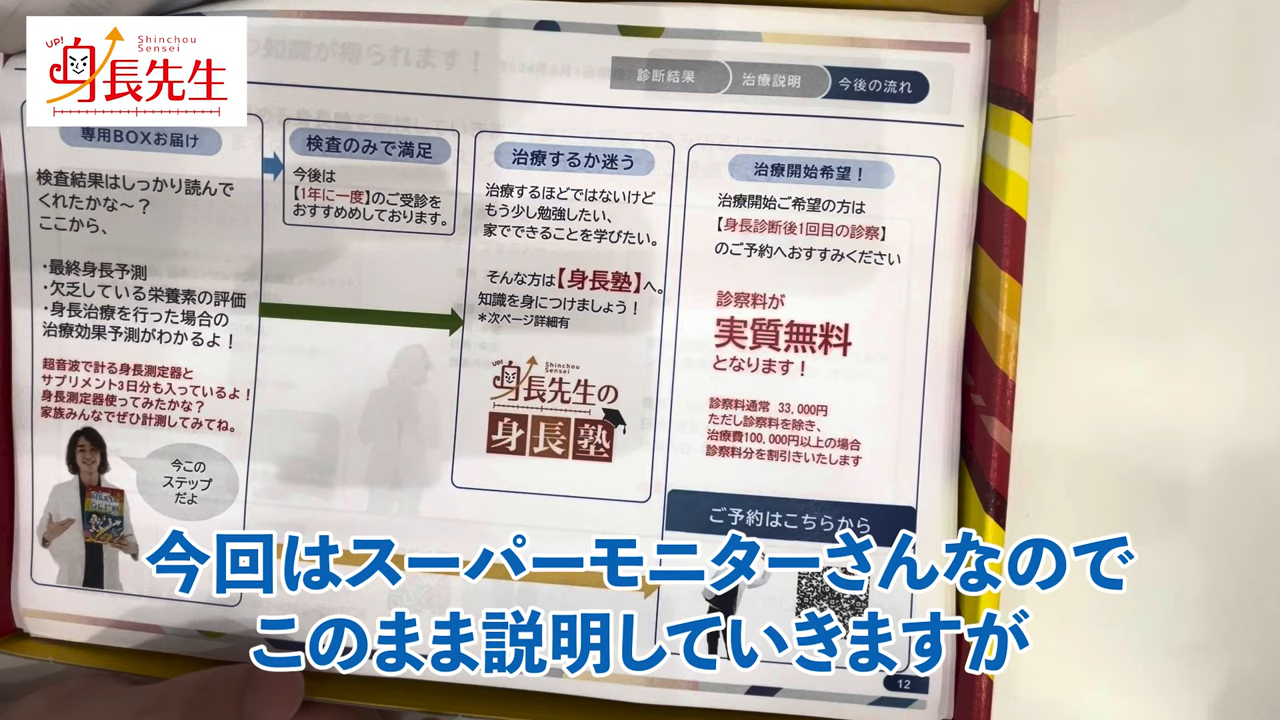 UP!
Shinchou
Sensei
身長先生
診断結果
治療説明
今後の流れ
専用BOXお届け
検査結果はしっかり読んで
くれたかな～？
ここから、
・最終身長予測
・欠乏している栄養素の評価
・身長治療を行った場合の
治療効果予測がわかるよ！
超音波で計る身長測定器と
サプリメント3日分も入っているよ！
身長測定器使ってみたかな？
家族みんなでぜひ計測してみてね。
今この
ステップ
だよ
検査のみで満足
今後は
【1年に一度】のご受診を
おすすめめしております。
治療するか迷う
治療するほどではないけど
もう少し勉強したい、
家でできることを学びたい。
そんな方は【身長塾】へ。
知識を身につけましょう！
＊次ページ詳細有
UP!
Shinchou
Sensei
身長先生の
身長塾
治療開始希望！
治療開始ご希望の方は
【身長診断後1回目の診察】
のご予約へおすすみください
診察料が
実質無料
となります！
診察料通常 33,000円
ただし診察料を除き、
治療費100,000円以上の場合
診察料分を割引きいたします
ご予約はこちらから
12
今回はスーパーモニターさんなので
このまま説明していきますが